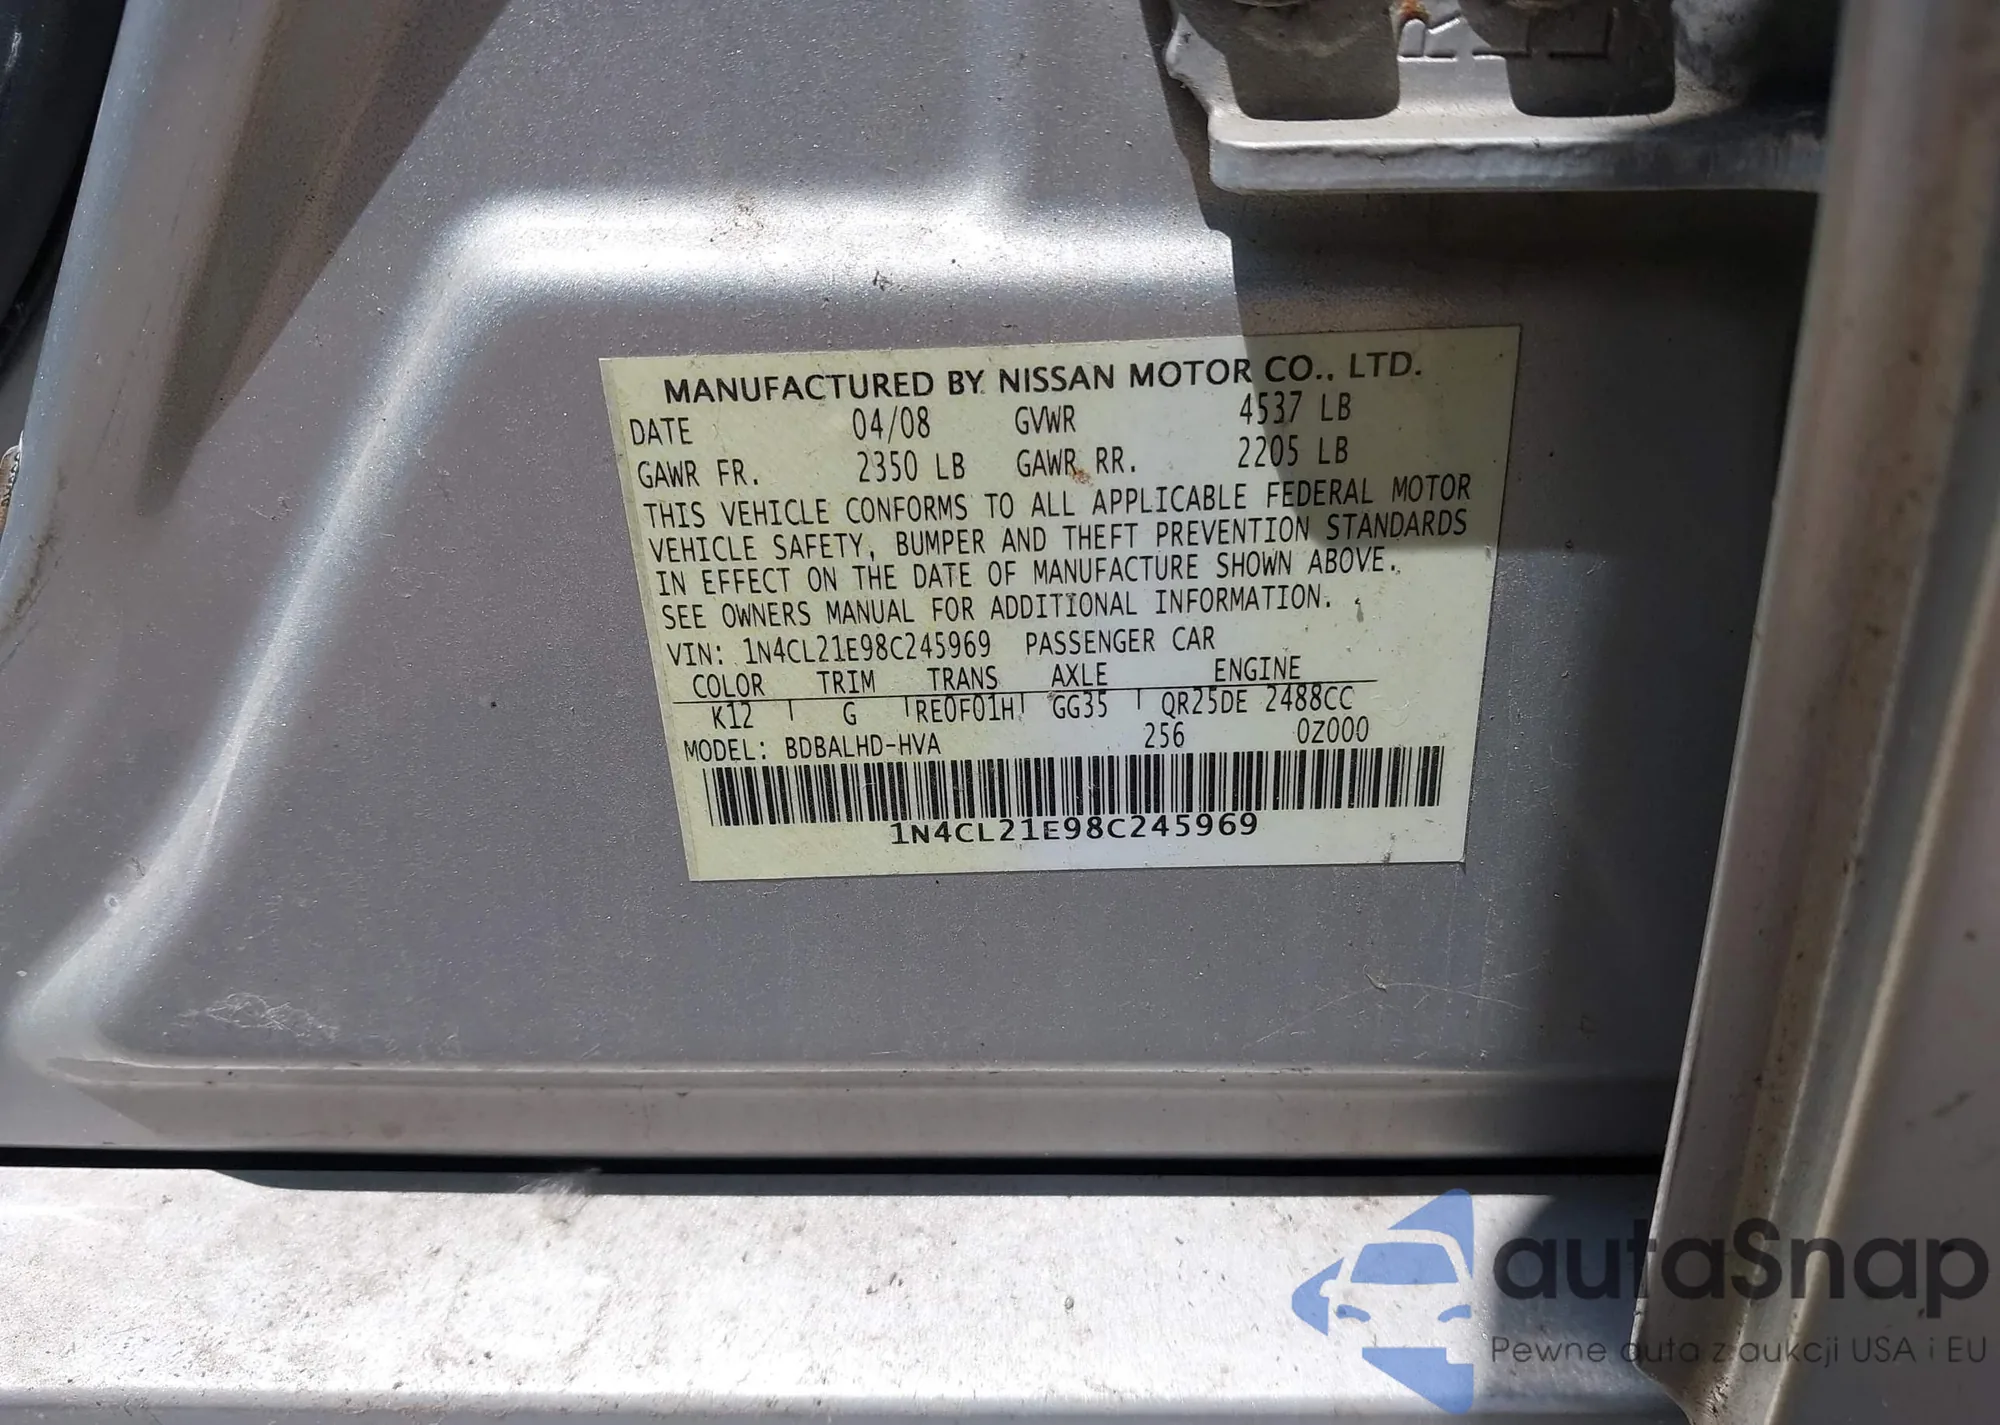 MANUFACTURED BY NISSAN MOTOR CO., LTD.
DATE 04/08 GVWR 4537 LB
GAWR FR. 2350 LB GAWR RR. 2205 LB
THIS VEHICLE CONFORMS TO ALL APPLICABLE FEDERAL MOTOR
VEHICLE SAFETY, BUMPER AND THEFT PREVENTION STANDARDS
IN EFFECT ON THE DATE OF MANUFACTURE SHOWN ABOVE.
SEE OWNERS MANUAL FOR ADDITIONAL INFORMATION.
VIN: 1N4CL21E98C245969 PASSENGER CAR
COLOR TRIM TRANS AXLE ENGINE
K12 G RE0F01H GG35 QR25DE 2488CC
MODEL: BDBALHD-HVA 256 0Z000
1N4CL21E98C245969
autaSnap
Pewne auta z aukcji USA i EU